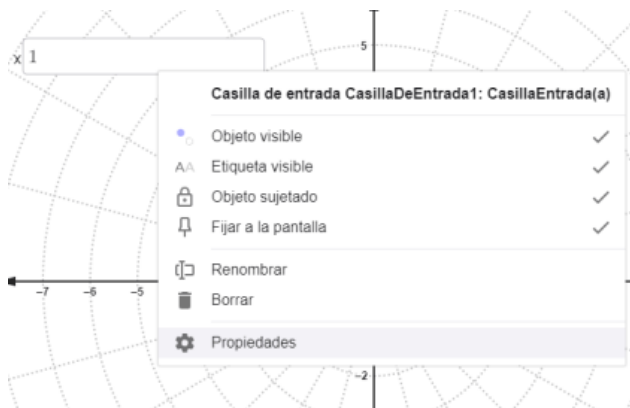 5
x 1
Casilla de entrada CasillaDeEntrada1: CasillaEntrada(a)
Objeto visible
AA Etiqueta visible
Objeto sujetado
Fijar a la pantalla
-7 -6 -5
Renombrar
Borrar
Propiedades
-2